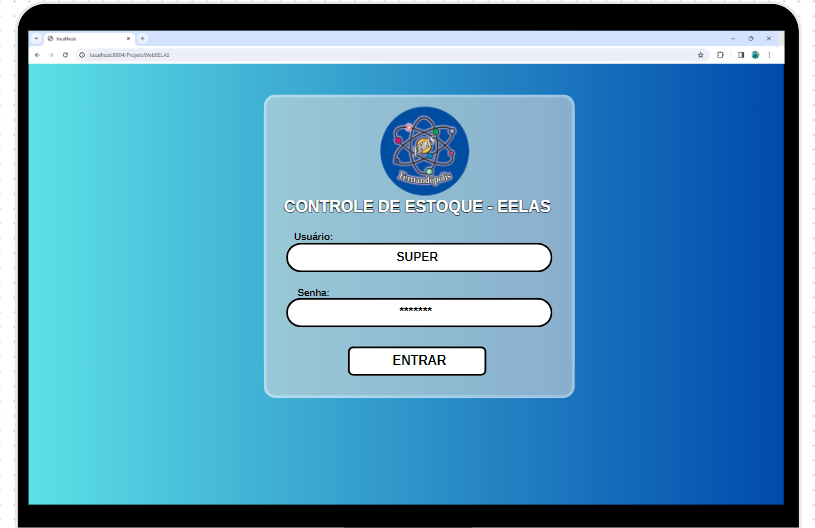 localhost
localhost:8084/ProjetoWebEELAS
Fernandópolis
CONTROLE DE ESTOQUE - EELAS
Usuário:
SUPER
Senha:
*******
ENTRAR